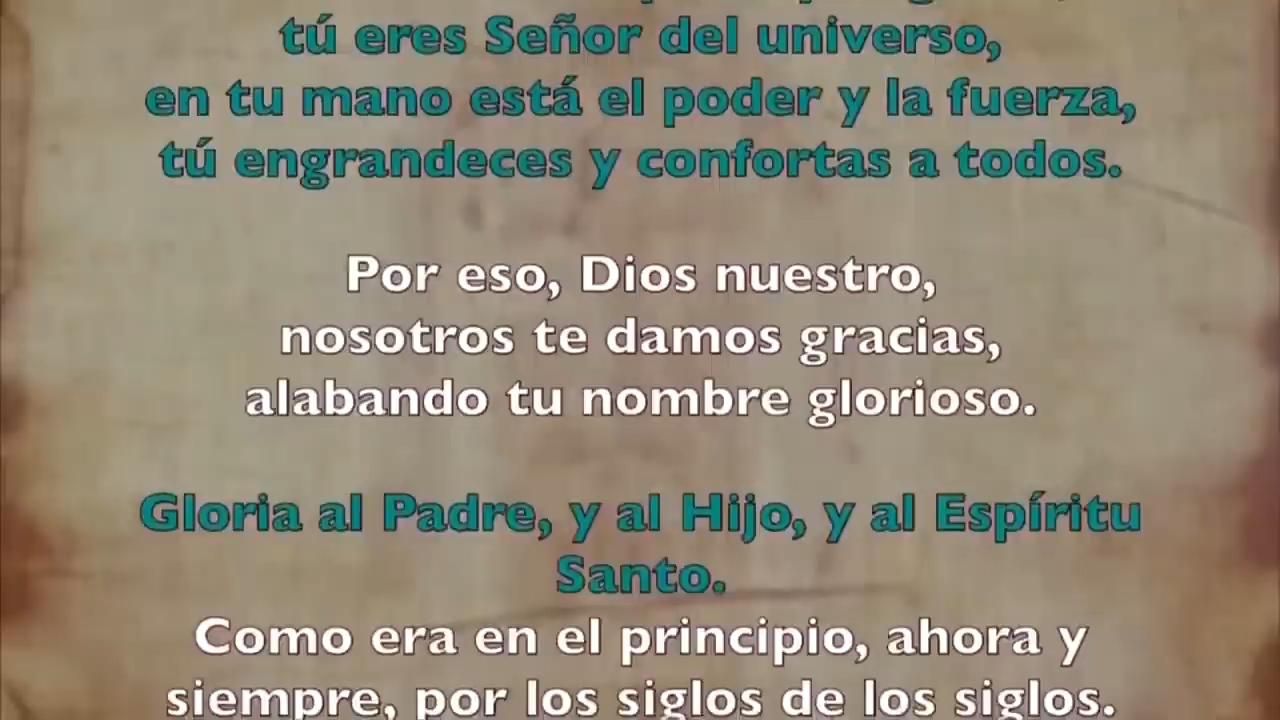 tú eres Señor del universo,
en tu mano está el poder y la fuerza,
tú engrandeces y confortas a todos.
Por eso, Dios nuestro,
nosotros te damos gracias,
alabando tu nombre glorioso.
Gloria al Padre, y al Hijo, y al Espíritu
Santo.
Como era en el principio, ahora y
siempre, por los siglos de los siglos.